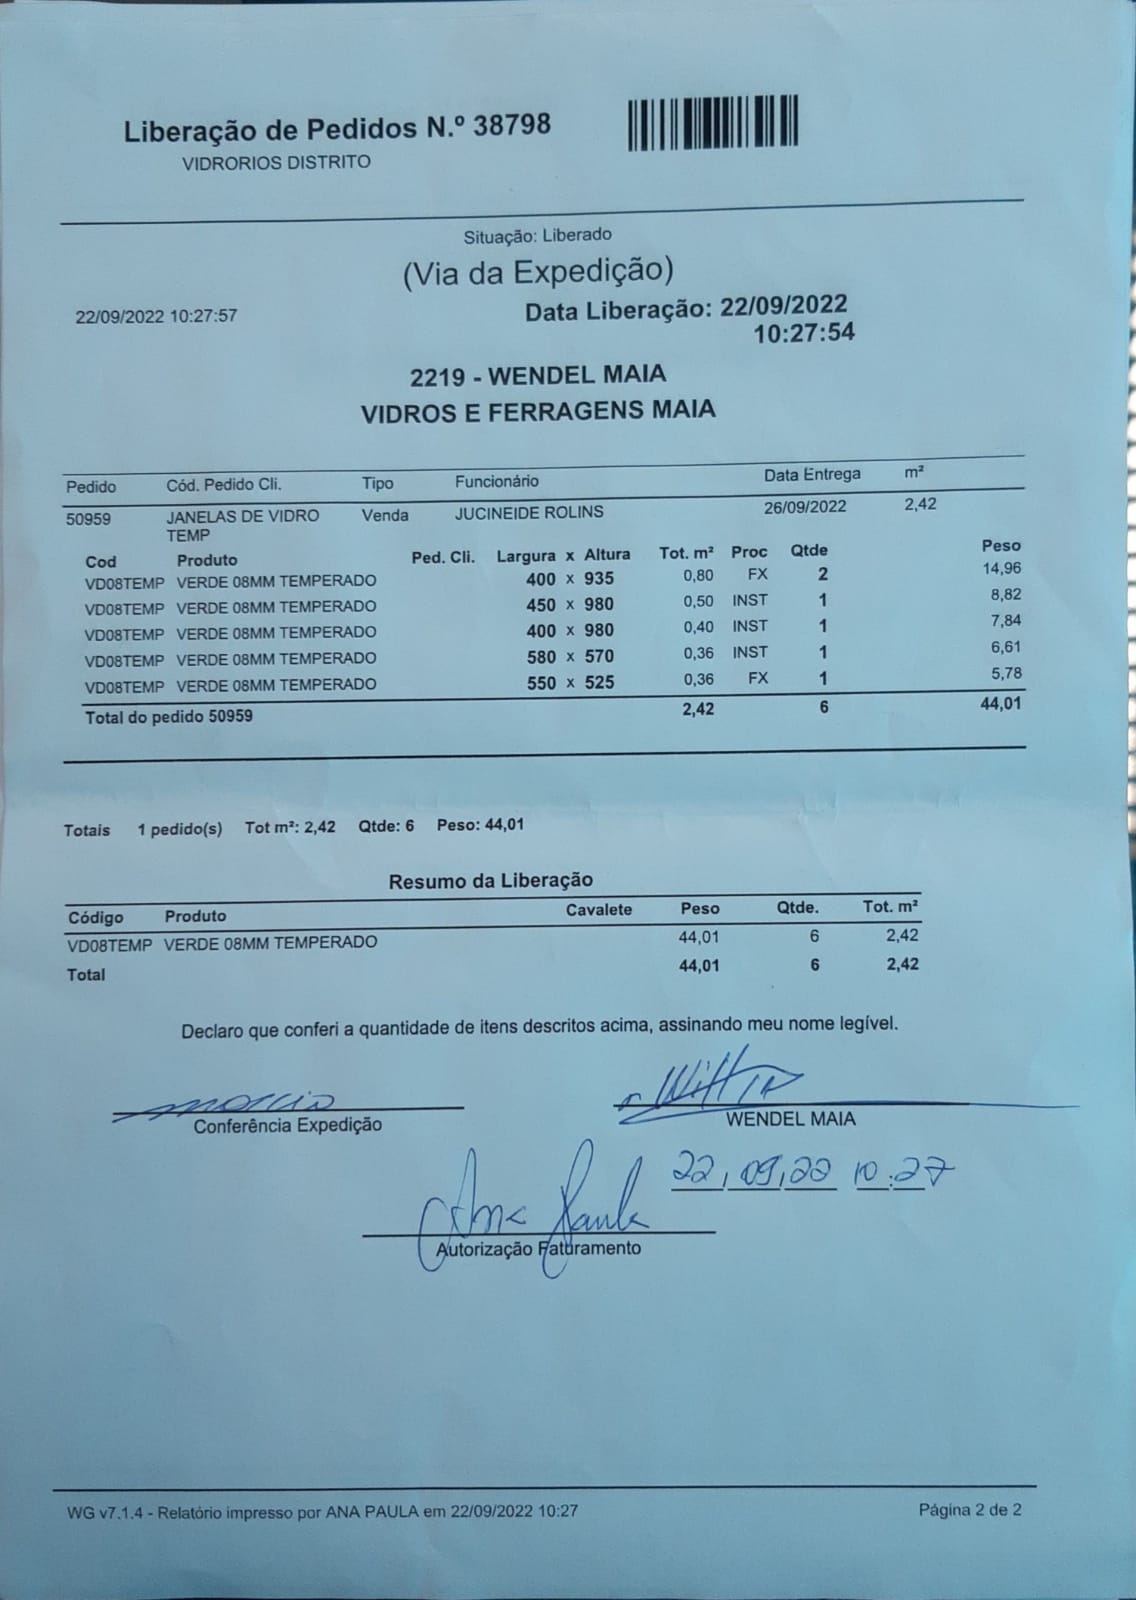 Liberação de Pedidos N.º 38798
VIDRORIOS DISTRITO
Situação: Liberado
(Via da Expedição)
22/09/2022 10:27:57
Data Liberação: 22/09/2022
10:27:54
2219 - WENDEL MAIA
VIDROS E FERRAGENS MAIA
Pedido Cód. Pedido Cli. Tipo Funcionário Data Entrega m²
50959 JANELAS DE VIDRO TEMP Venda JUCINEIDE ROLINS 26/09/2022 2,42
Cod Produto Ped. Cli. Largura x Altura Tot. m² Proc Qtde Peso
VD08TEMP VERDE 08MM TEMPERADO 400 x 935 0,80 FX 2 14,96
VD08TEMP VERDE 08MM TEMPERADO 450 x 980 0,50 INST 1 8,82
VD08TEMP VERDE 08MM TEMPERADO 400 x 980 0,40 INST 1 7,84
VD08TEMP VERDE 08MM TEMPERADO 580 x 570 0,36 INST 1 6,61
VD08TEMP VERDE 08MM TEMPERADO 550 x 525 0,36 FX 1 5,78
Total do pedido 50959 2,42 6 44,01
Totais 1 pedido(s) Tot m²: 2,42 Qtde: 6 Peso: 44,01
Resumo da Liberação
Código Produto Cavalete Peso Qtde. Tot. m²
VD08TEMP VERDE 08MM TEMPERADO 44,01 6 2,42
Total 44,01 6 2,42
Declaro que conferi a quantidade de itens descritos acima, assinando meu nome legível.
marcio
Conferência Expedição
WENDEL MAIA
22,09,22 10:27
Ana Paula
Autorização Faturamento
WG v7.1.4 - Relatório impresso por ANA PAULA em 22/09/2022 10:27
Página 2 de 2